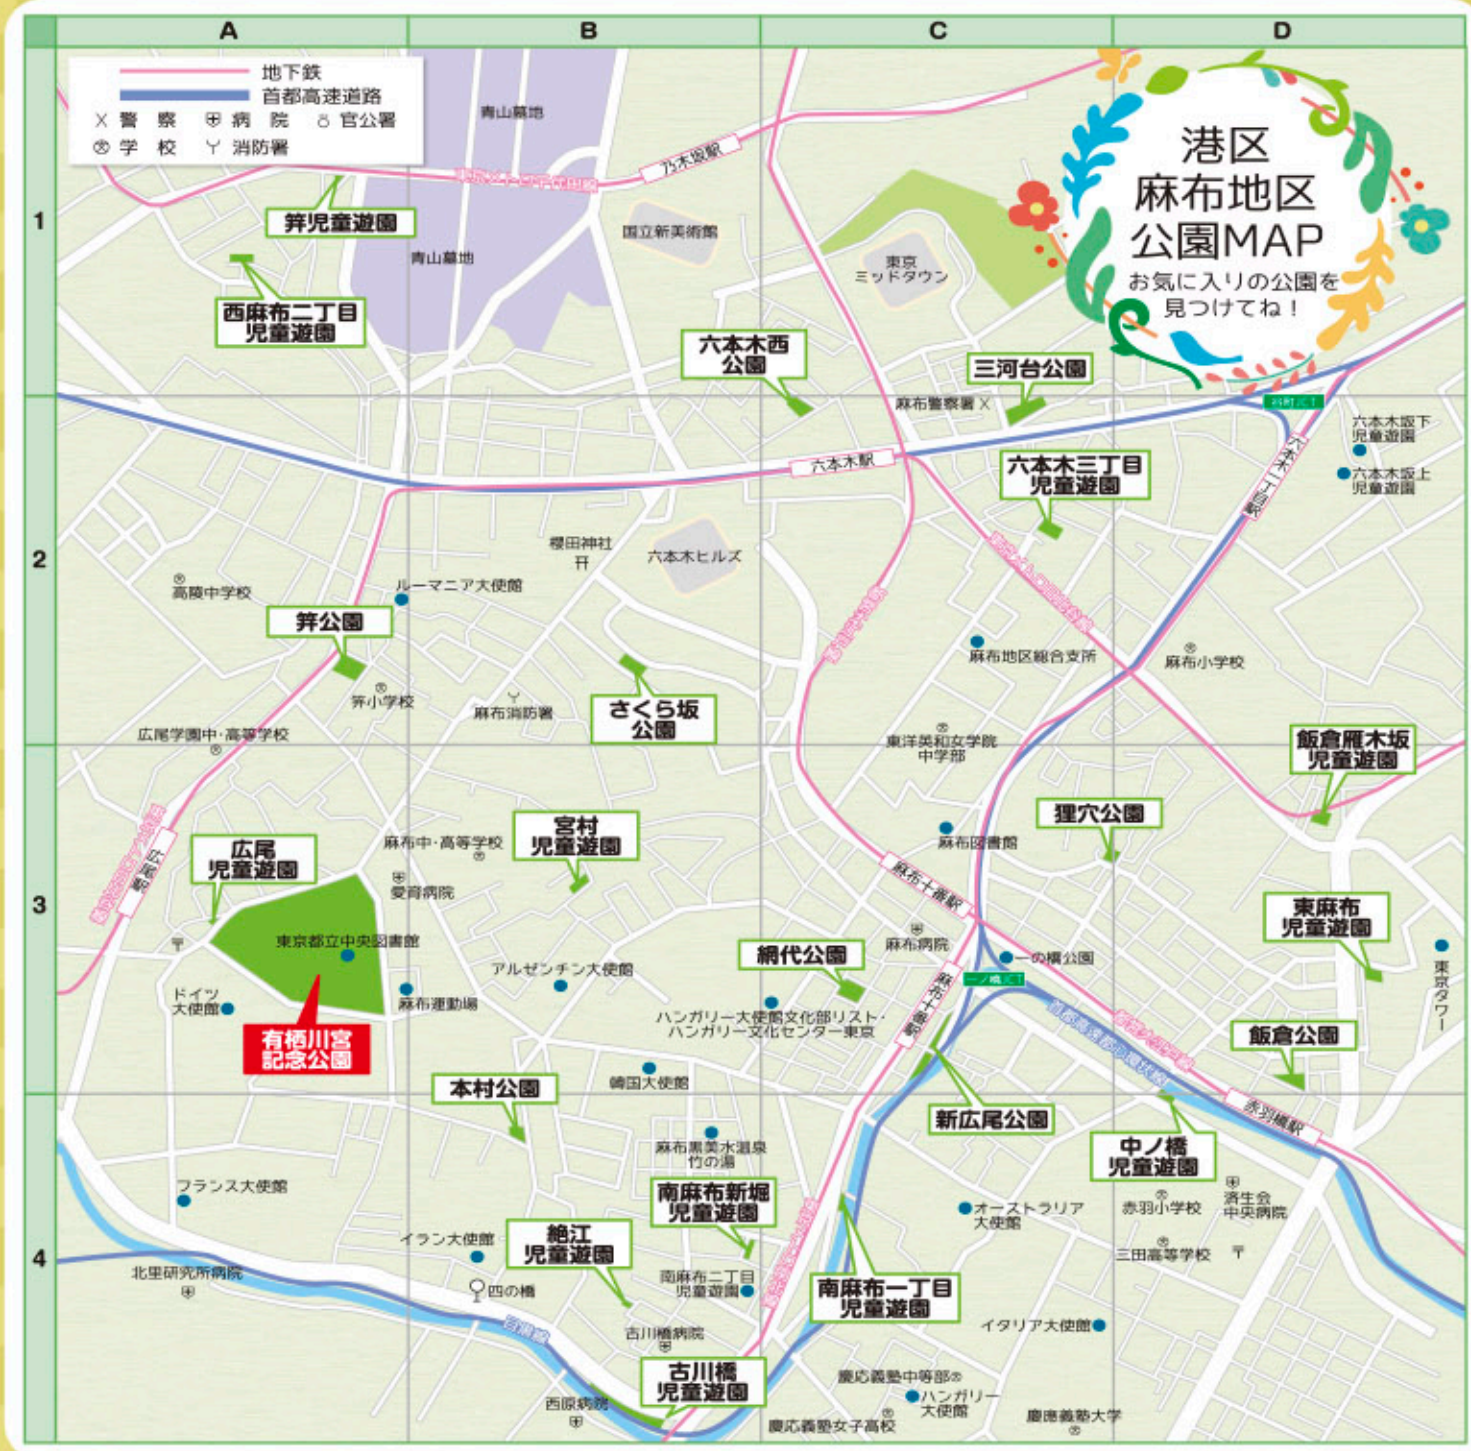 A
B
C
D
地下鉄
首都高速道路
X 警 察
病 院
官公署
学 校
Y 消防署
港区
麻布地区
公園MAP
お気に入りの公園を
見つけてね！
1
青山墓地
乃木坂駅
笄児童遊園
国立新美術館
青山墓地
東京
ミッドタウン
西麻布二丁目
児童遊園
六本木西
公園
三河台公園
麻布警察署 X
六本木坂下
児童遊園
六本木駅
六本木三丁目
児童遊園
六本木一丁目駅
六本木坂上
児童遊園
2
櫻田神社
六本木ヒルズ
高陵中学校
ルーマニア大使館
笄公園
麻布地区総合支所
麻布小学校
笄小学校
麻布消防署
さくら坂
公園
広尾学園中・高等学校
東洋英和女学院
中学部
飯倉雁木坂
児童遊園
狸穴公園
宮村
児童遊園
麻布中・高等学校
麻布図書館
広尾
児童遊園
広尾駅
愛育病院
麻布十番駅
3
東麻布
児童遊園
東京都立中央図書館
麻布病院
網代公園
一の橋公園
アルゼンチン大使館
一ノ橋JCT
東京タワー
ドイツ
大使館
麻布運動場
麻布十番駅
ハンガリー大使館文化部リスト・
ハンガリー文化センター東京
有栖川宮
記念公園
飯倉公園
韓国大使館
本村公園
新広尾公園
赤羽橋駅
麻布黒美水温泉
竹の湯
中ノ橋
児童遊園
フランス大使館
南麻布新堀
児童遊園
オーストラリア
大使館
赤羽小学校
済生会
中央病院
4
イラン大使館
絶江
児童遊園
三田高等学校
北里研究所病院
四の橋
南麻布二丁目
児童遊園
南麻布一丁目
児童遊園
目黒線
古川橋病院
イタリア大使館
古川橋
児童遊園
慶応義塾中等部
西原病院
ハンガリー
大使館
慶応義塾女子高校
慶應義塾大学